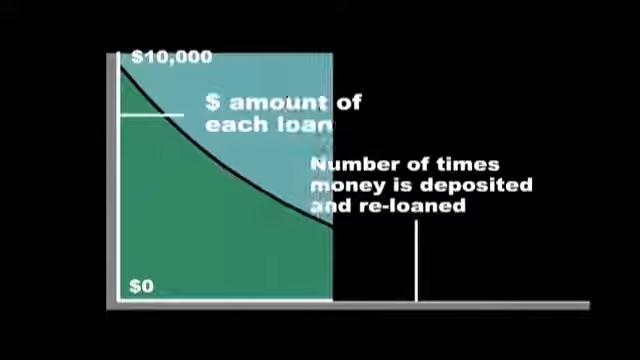 $10,000
$ amount of
each loan
Number of times
money is deposited
and re-loaned
$0